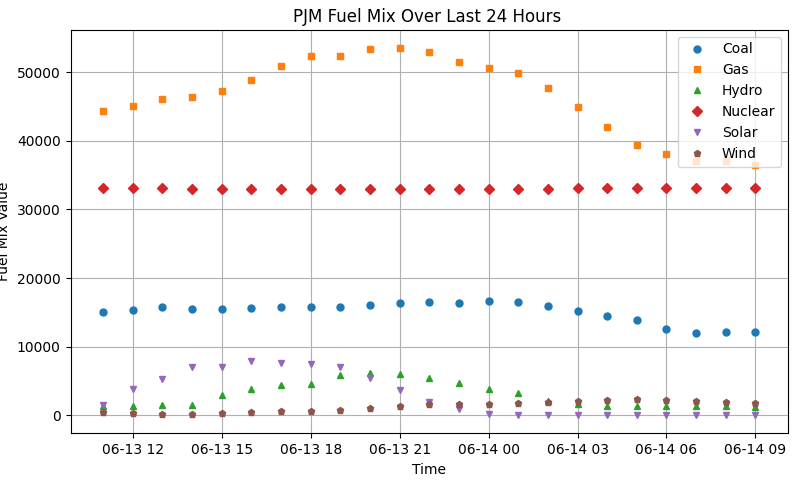 PJM Fuel Mix Over Last 24 Hours
Coal
Gas
Hydro
Nuclear
Solar
Wind
50000
40000
30000
20000
10000
0
Fuel Mix Value
06-13 12 06-13 15 06-13 18 06-13 21 06-14 00 06-14 03 06-14 06 06-14 09
Time